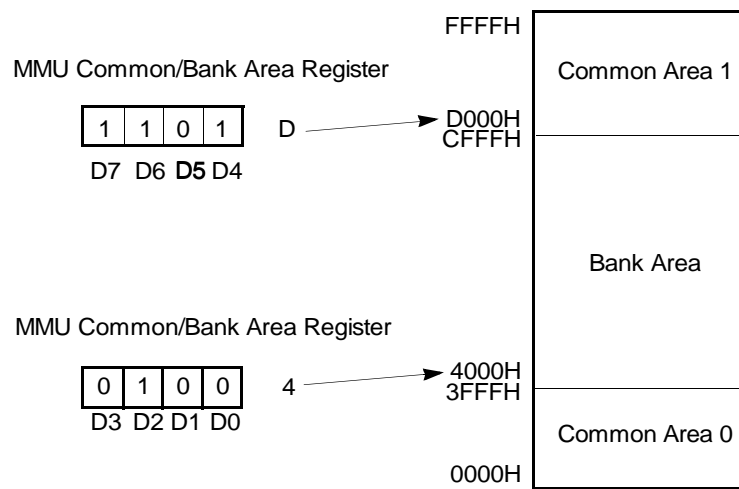 FFFFH
MMU Common/Bank Area Register
Common Area 1
1 1 0 1 D
D000H
CFFFH
D7 D6 D5 D4
Bank Area
MMU Common/Bank Area Register
0 1 0 0 4
4000H
3FFFH
D3 D2 D1 D0
Common Area 0
0000H